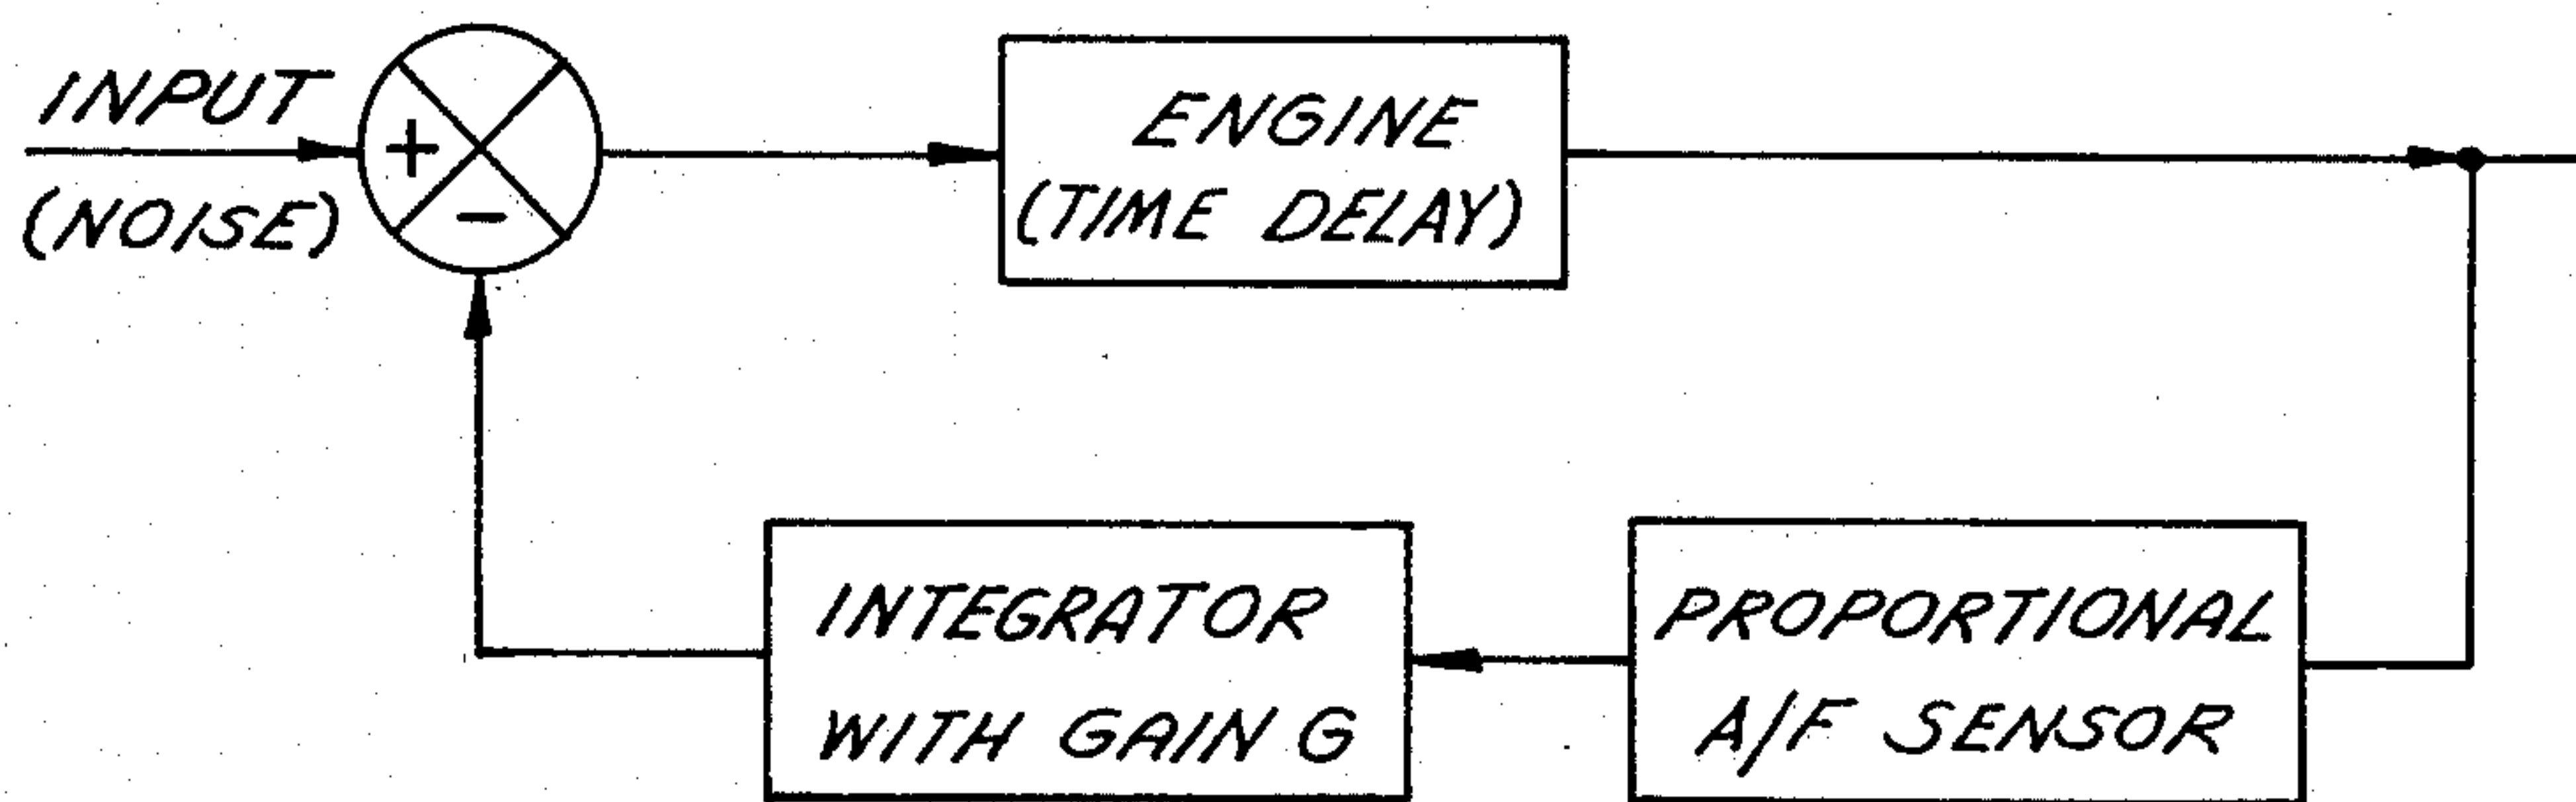 INPUT
(NOISE)
+
-
ENGINE
(TIME DELAY)
INTEGRATOR
WITH GAIN G
PROPORTIONAL
A/F SENSOR